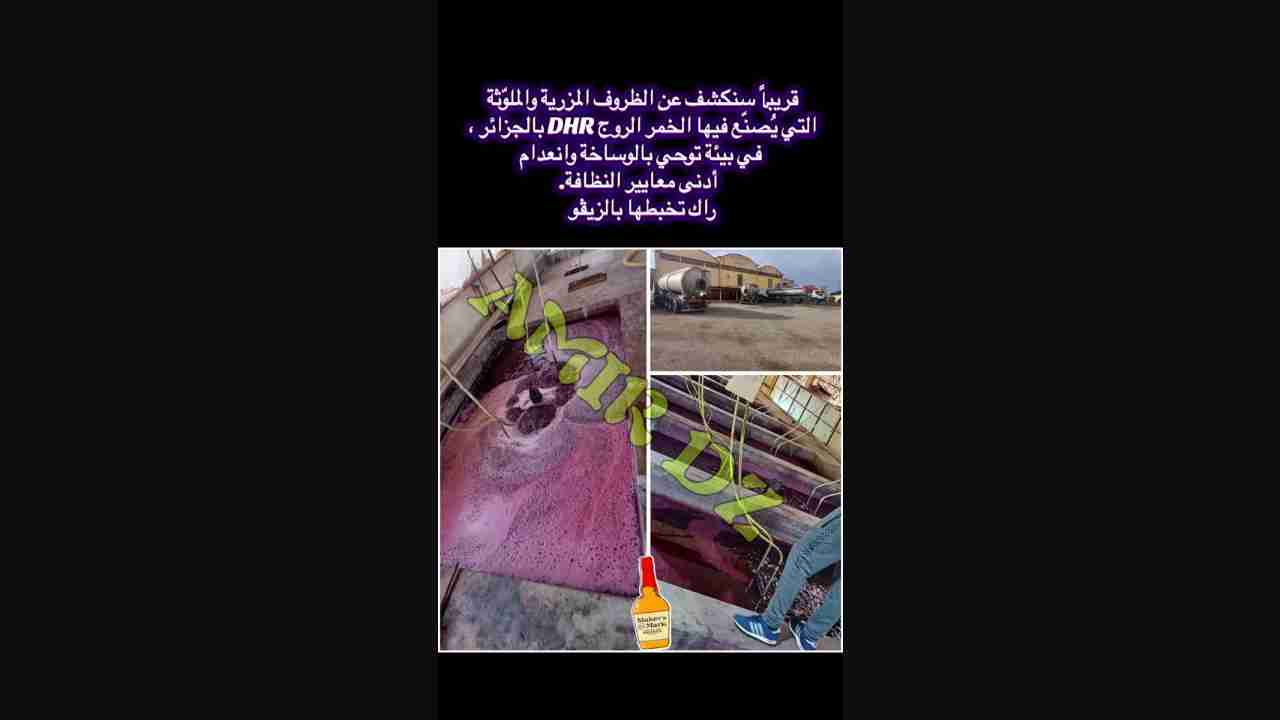 قريباً سنكشف عن الظروف المزرية والملوّثة
التي يُصنّع فيها الخمر الروج DHR بالجزائر ،
في بيئة توحي بالوساخة وانعدام
أدنى معايير النظافة.
راك تخبطها بالزيڤو
AMIR DZ
Maker's
Mark